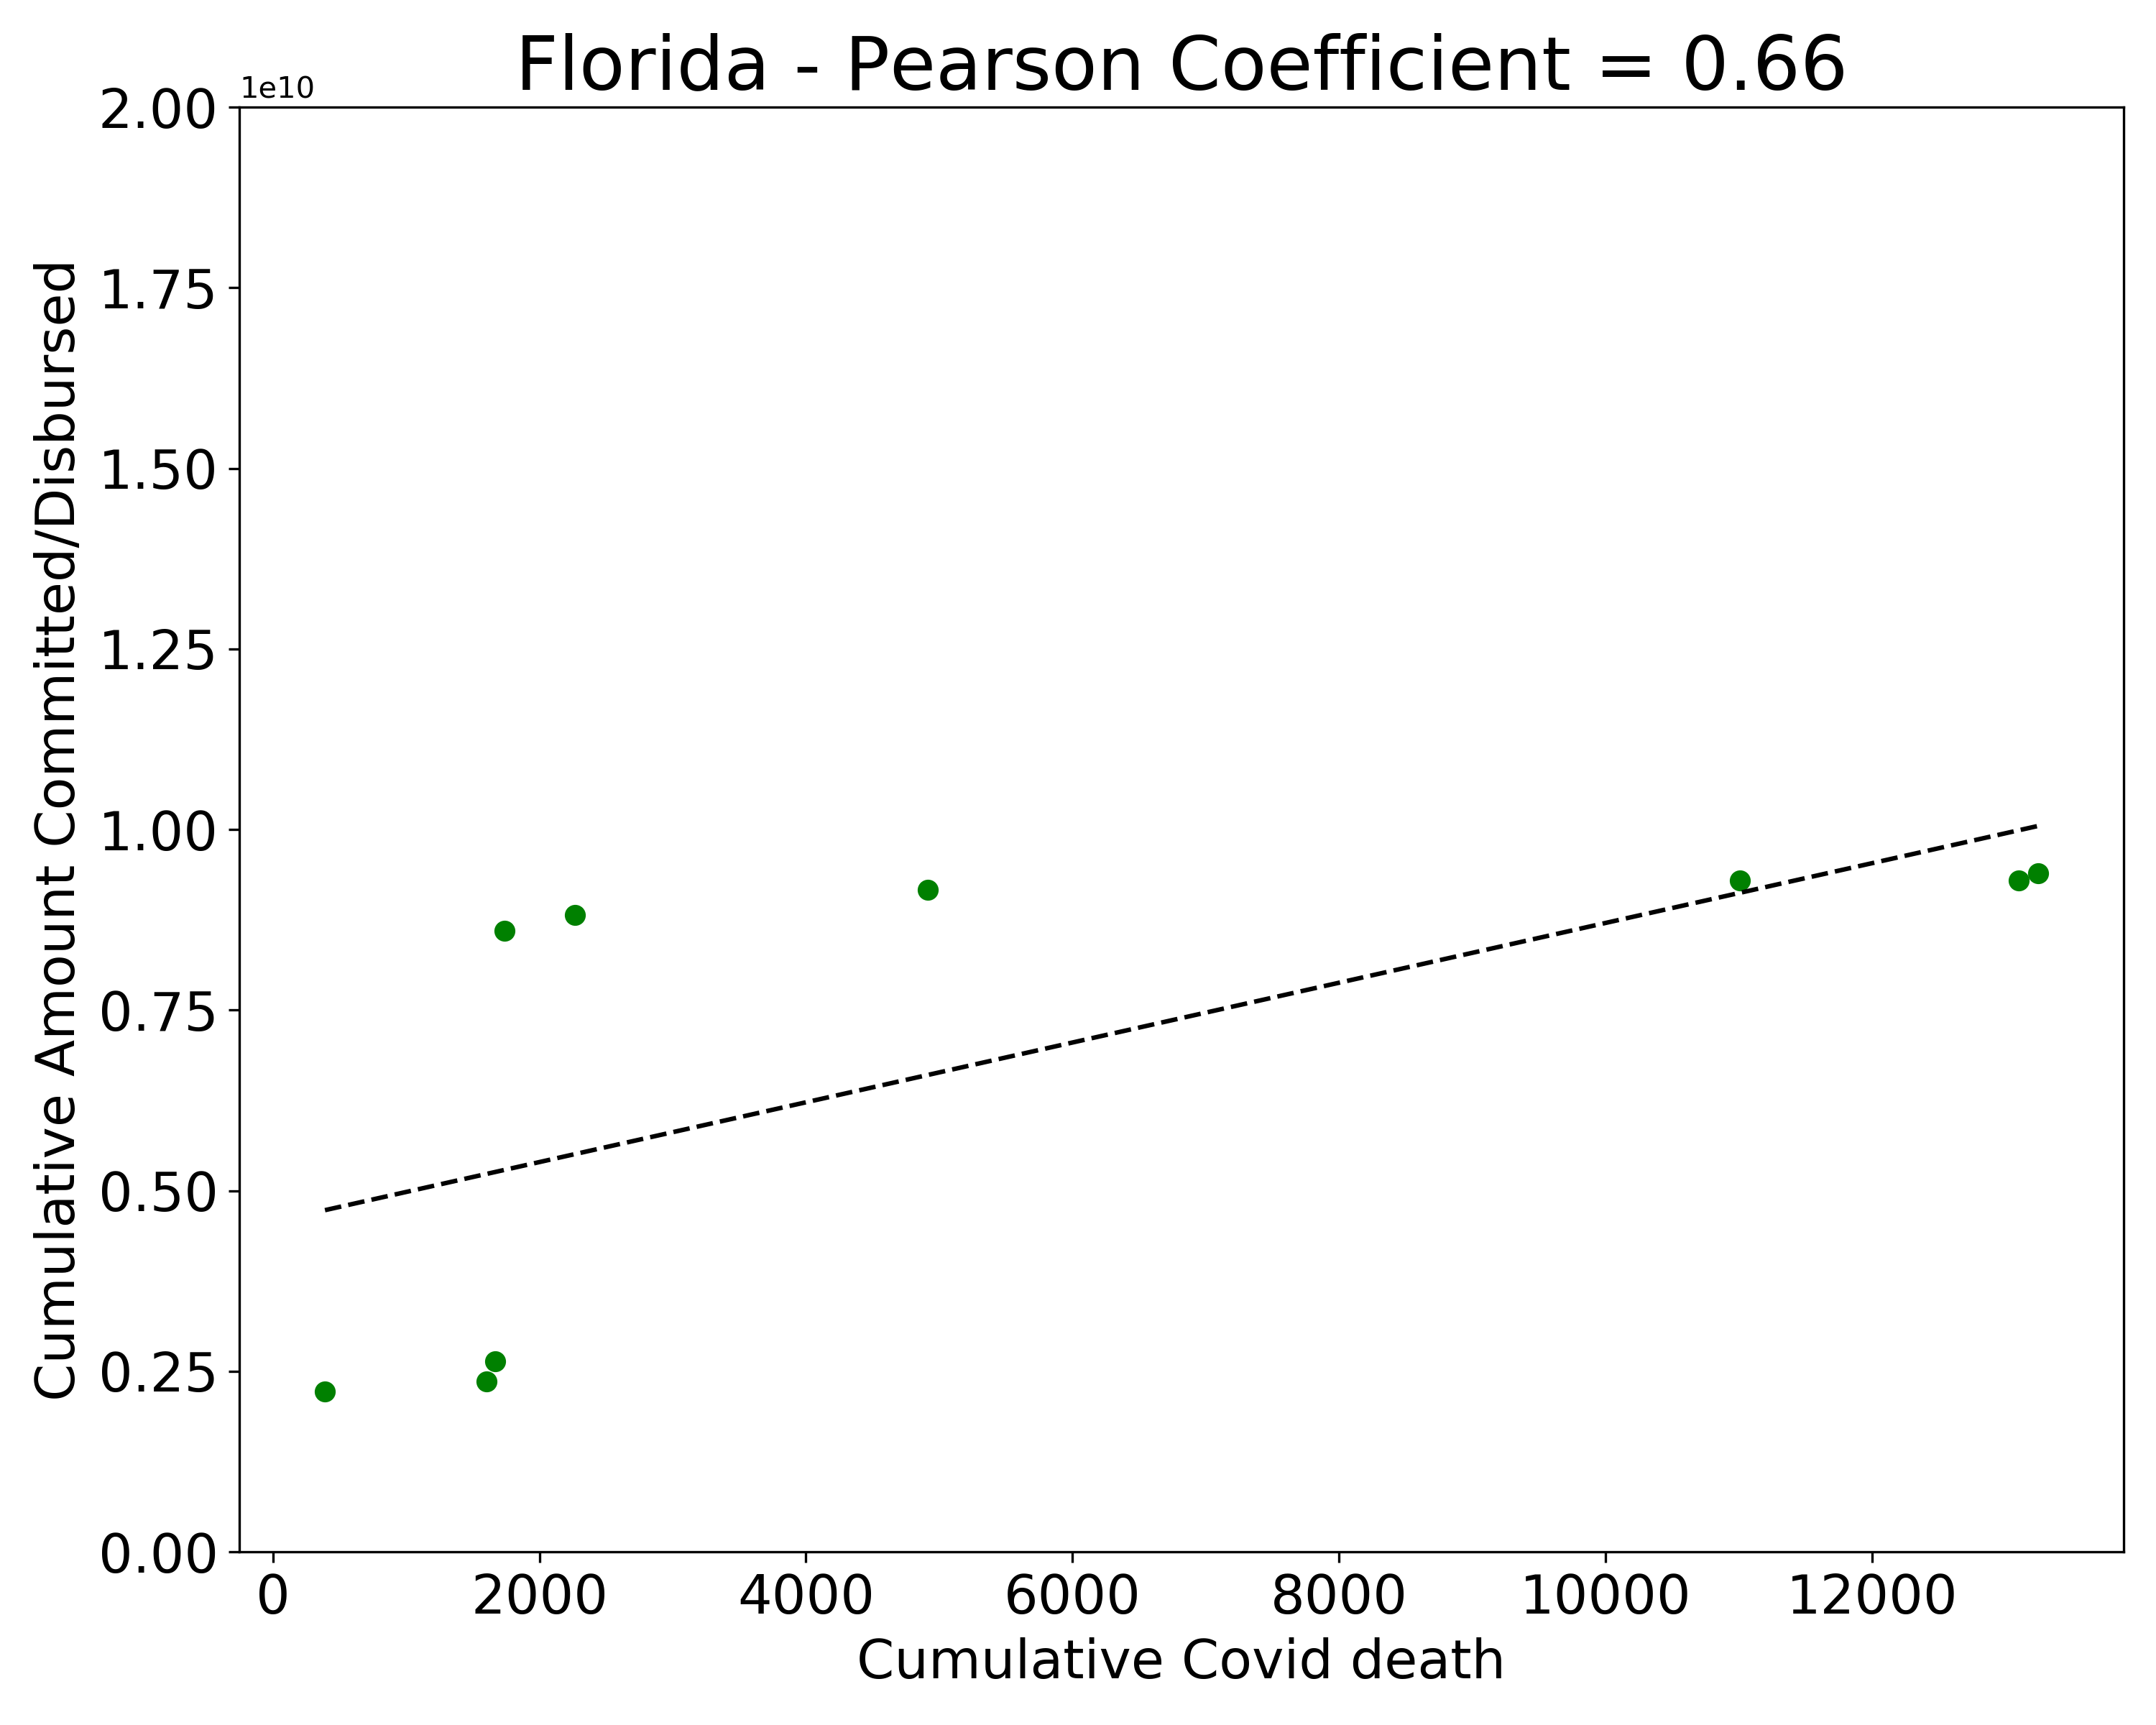 Florida - Pearson Coefficient = 0.66
1e10
2.00
1.75
1.50
1.25
1.00
0.75
0.50
0.25
0.00
Cumulative Amount Committed/Disbursed
0 2000 4000 6000 8000 10000 12000
Cumulative Covid death